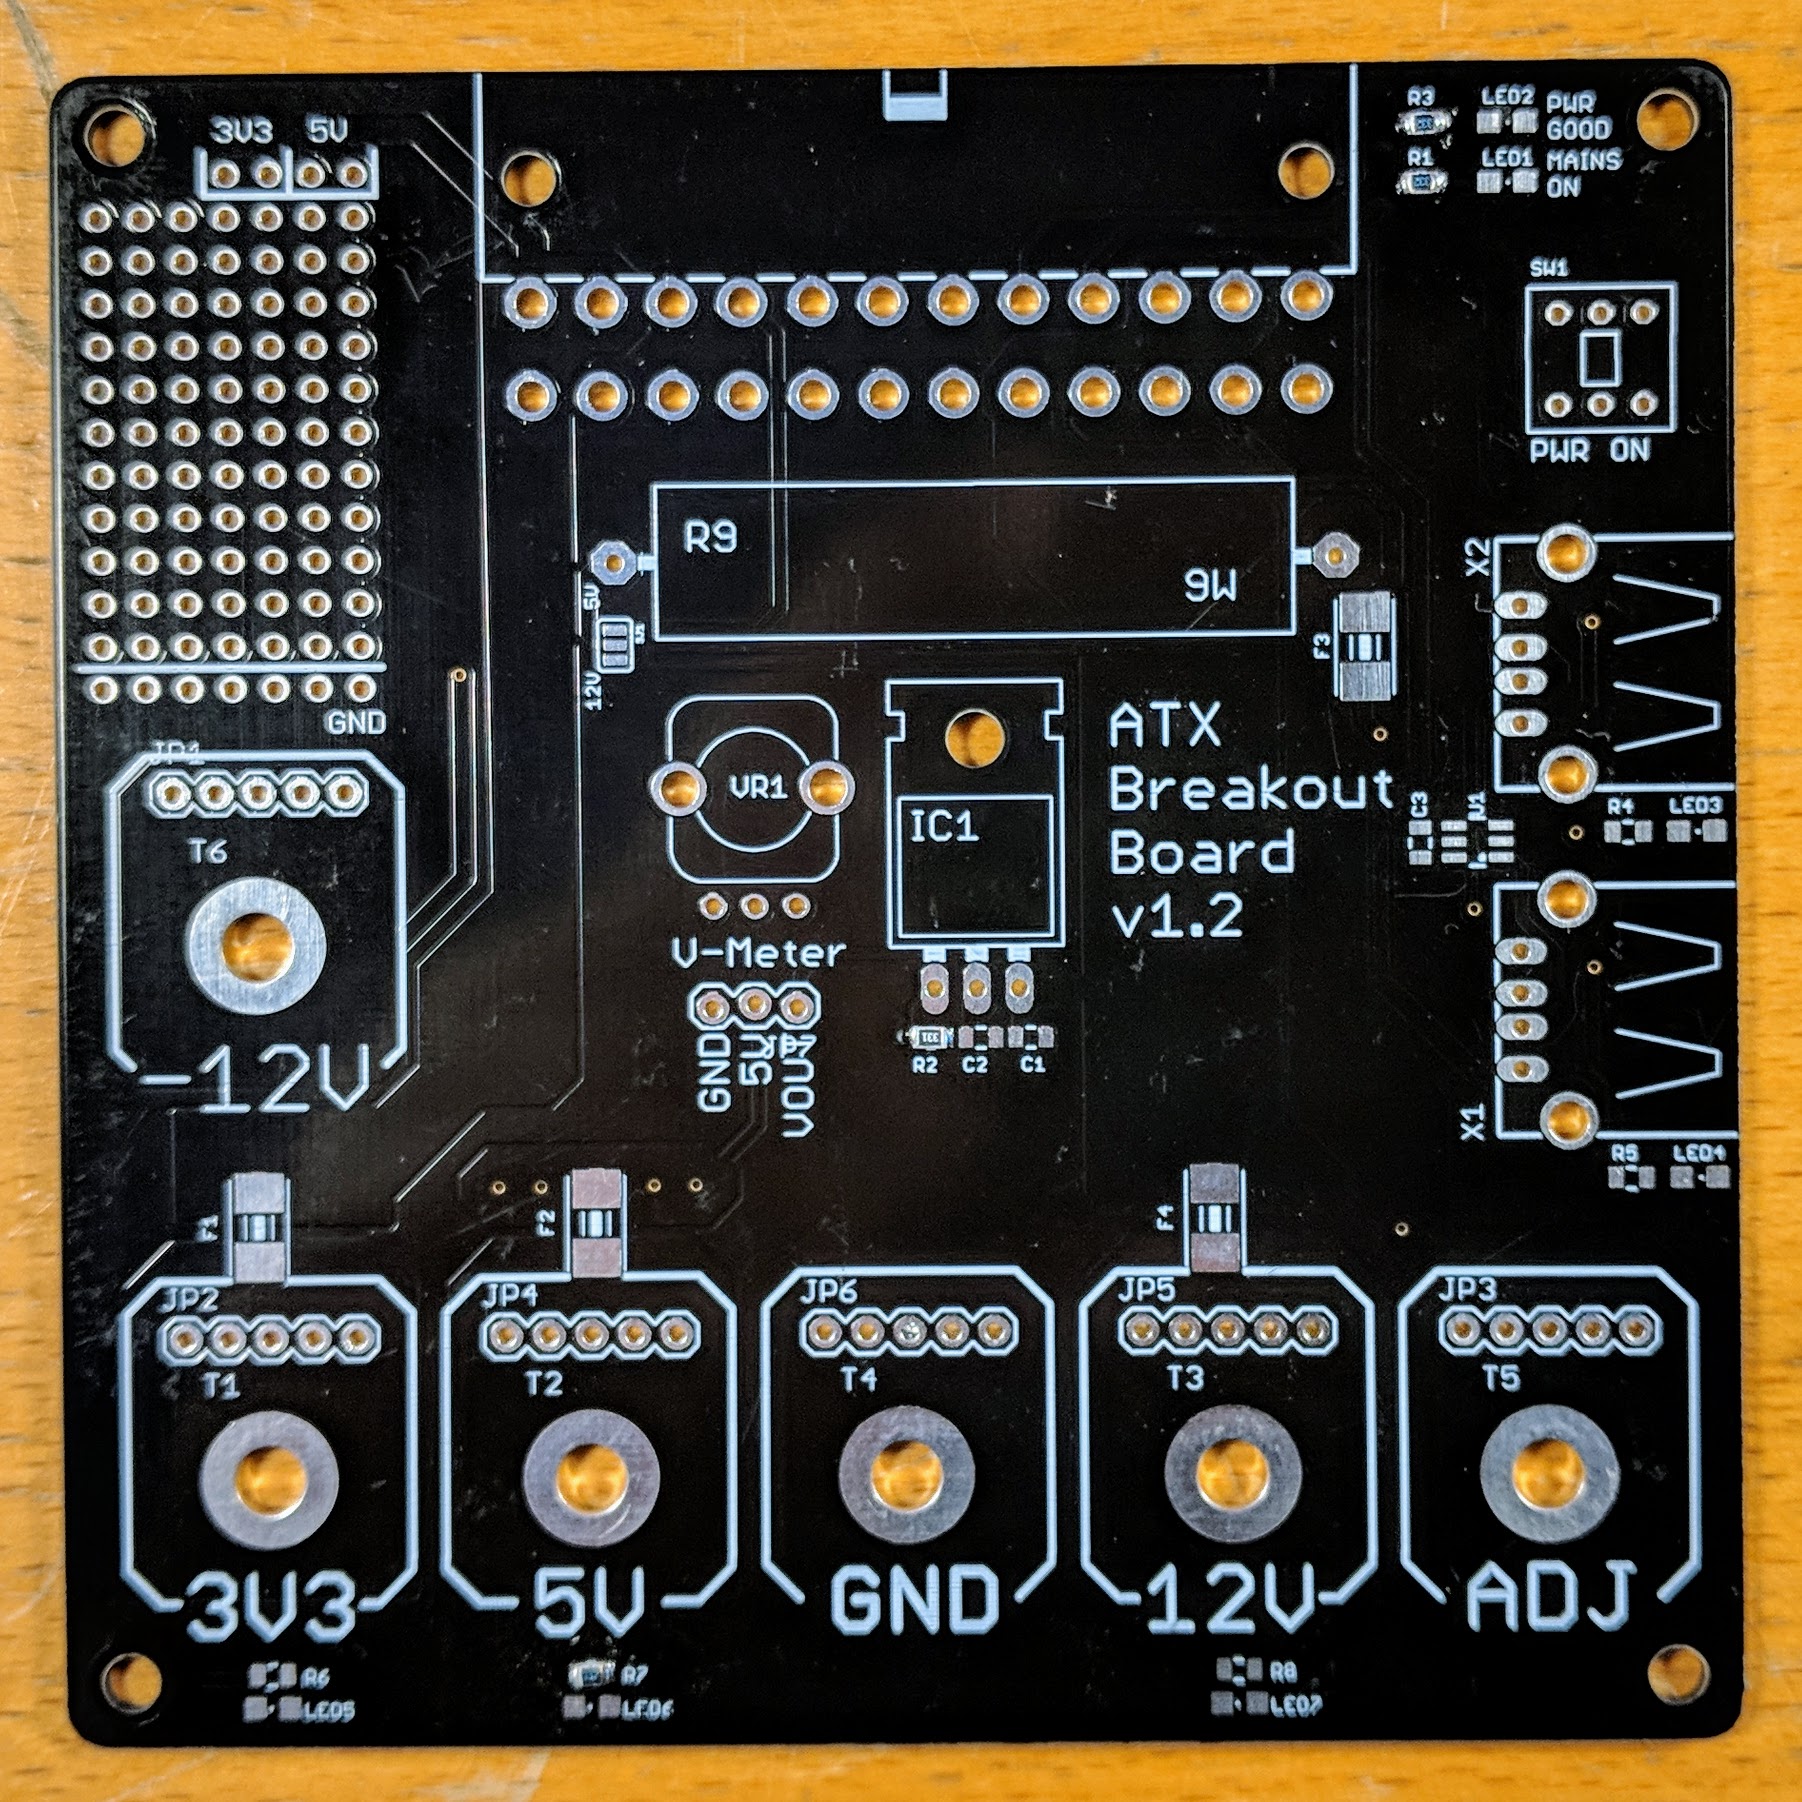 3V3 5V
R3 LED2 PWR
GOOD
R1 LED1 MAINS
ON
SW1
PWR ON
R9
9W
5V
12V
F3
X2
GND
JP1
T6
-12V
VR1
IC1
ATX
Breakout
Board
v1.2
C3
U1
R4 LED3
V-Meter
GND
5V
VOUT
R2 C2 C1
X1
R5 LED4
F1
F2
F4
JP2
T1
3V3
JP4
T2
5V
JP6
T4
GND
JP5
T3
12V
JP3
T5
ADJ
R6
LED5
R7
LED6
R8
LED7